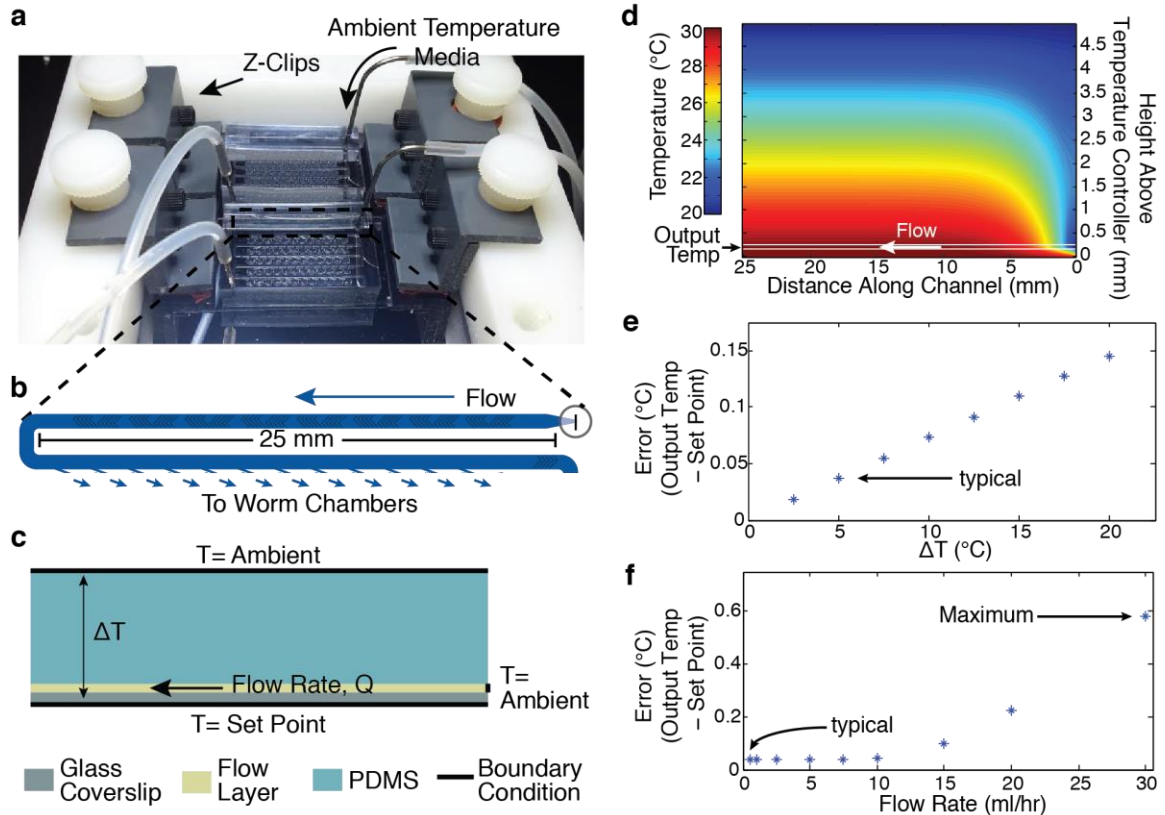 a
Ambient Temperature
Media
Z-Clips
b
Flow
25 mm
To Worm Chambers
c
T= Ambient
ΔT
Flow Rate, Q
T=
Ambient
T= Set Point
Glass
Coverslip
Flow
Layer
PDMS
Boundary
Condition
d
Temperature (°C)
30
28
26
24
22
20
Output
Temp
Flow
25 20 15 10 5 0
Distance Along Channel (mm)
4.5
4
3.5
3
2.5
2
1.5
1
0.5
0
Height Above
Temperature Controller (mm)
e
Error (°C)
(Output Temp
– Set Point)
0.15
0.1
0.05
0
typical
0 5 10 15 20
ΔT (°C)
f
Error (°C)
(Output Temp
– Set Point)
0.6
0.4
0.2
0
Maximum
typical
0 5 10 15 20 25 30
Flow Rate (ml/hr)